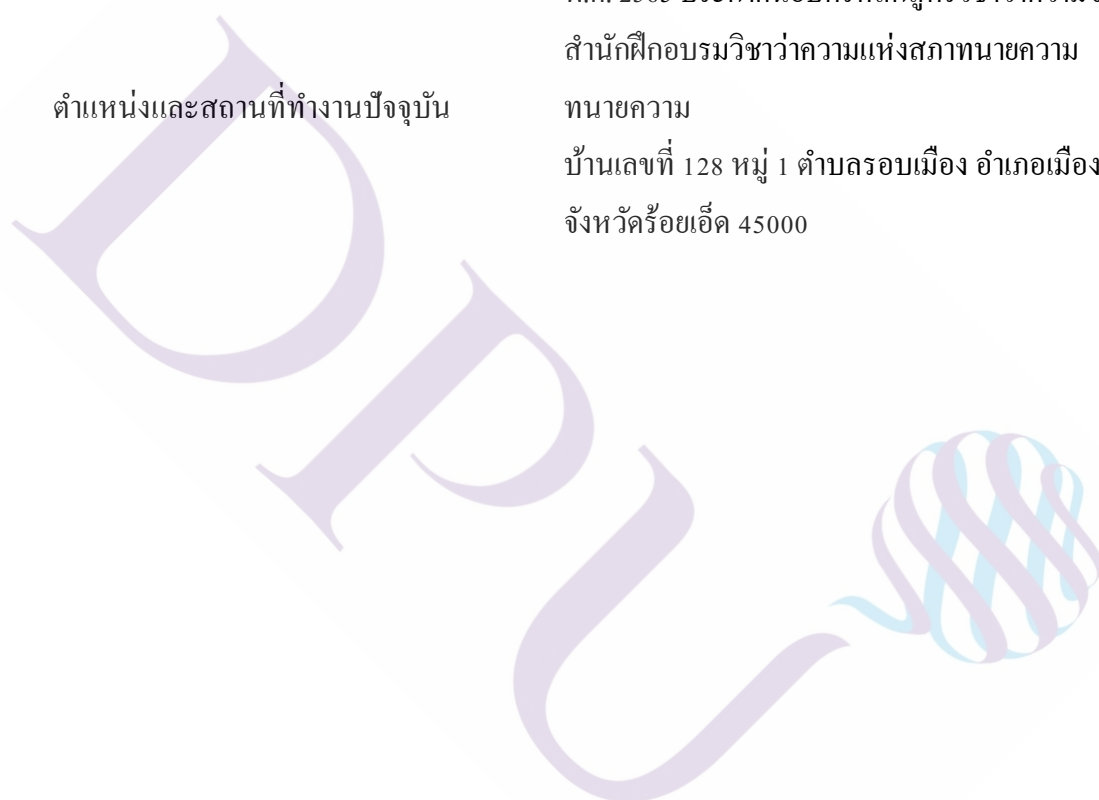 สำนักฝึกอบรมวิชาว่าความแห่งสภาทนายความ
ตำแหน่งและสถานที่ทำงานปัจจุบัน ทนายความ
บ้านเลขที่ 128 หมู่ 1 ตำบลรอบเมือง อำเภอเมือง
จังหวัดร้อยเอ็ด 45000
DPU